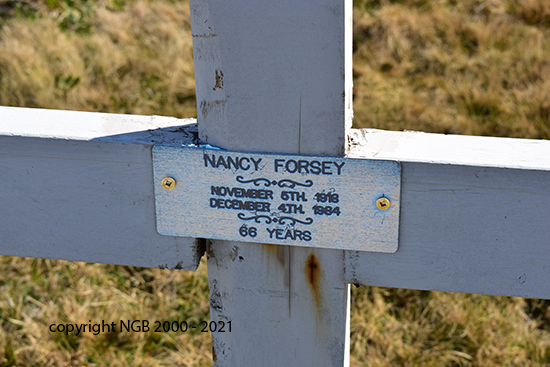 NANCY FORSEY
NOVEMBER 5TH. 1918
DECEMBER 4TH. 1984
66 YEARS
copyright NGB 2000 - 2021